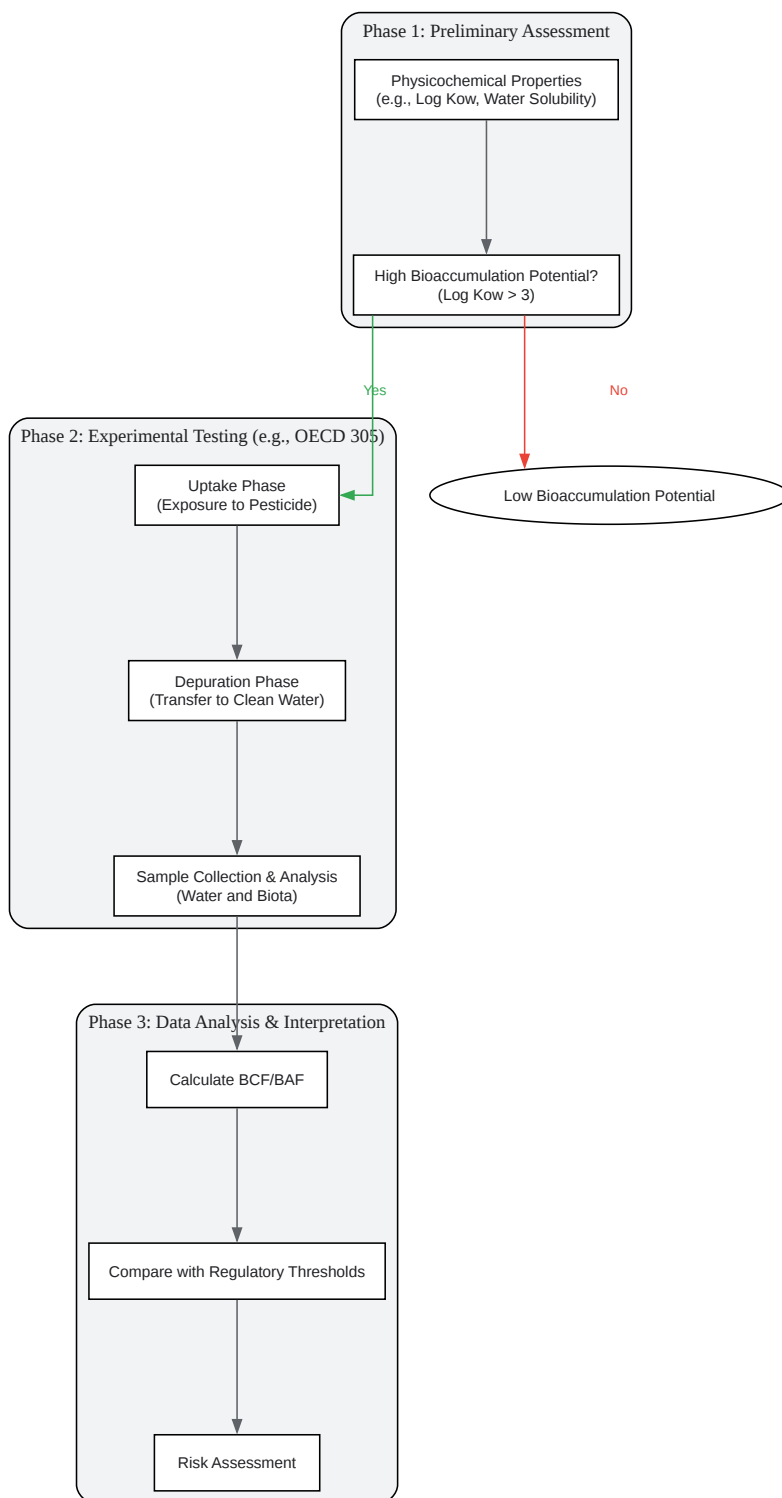 Phase 1: Preliminary Assessment
Physicochemical Properties
(e.g., Log Kow, Water Solubility)
High Bioaccumulation Potential?
(Log Kow > 3)
Yes
No
Phase 2: Experimental Testing (e.g., OECD 305)
Uptake Phase
(Exposure to Pesticide)
Low Bioaccumulation Potential
Depuration Phase
(Transfer to Clean Water)
Sample Collection & Analysis
(Water and Biota)
Phase 3: Data Analysis & Interpretation
Calculate BCF/BAF
Compare with Regulatory Thresholds
Risk Assessment